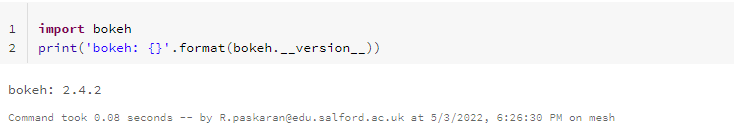 1 import bokeh
2 print('bokeh: {}'.format(bokeh.__version__))
bokeh: 2.4.2
Command took 0.08 seconds -- by R.paskaran@edu.salford.ac.uk at 5/3/2022, 6:26:30 PM on mesh